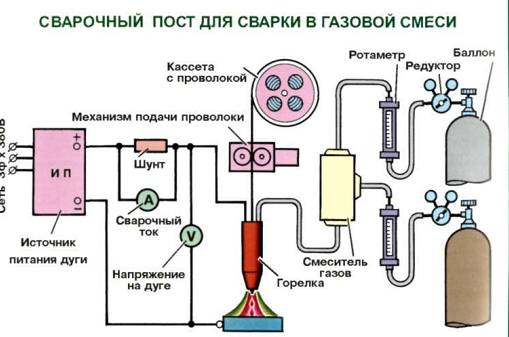 СВАРОЧНЫЙ ПОСТ ДЛЯ СВАРКИ В ГАЗОВОЙ СМЕСИ
Кассета
с проволокой
Ротаметр
Баллон
Редуктор
Механизм подачи проволоки
Сеть 3ф х 380В
+
И П
–
Шунт
А
Сварочный
ток
V
Источник
питания дуги
Напряжение
на дуге
Горелка
Смеситель
газов